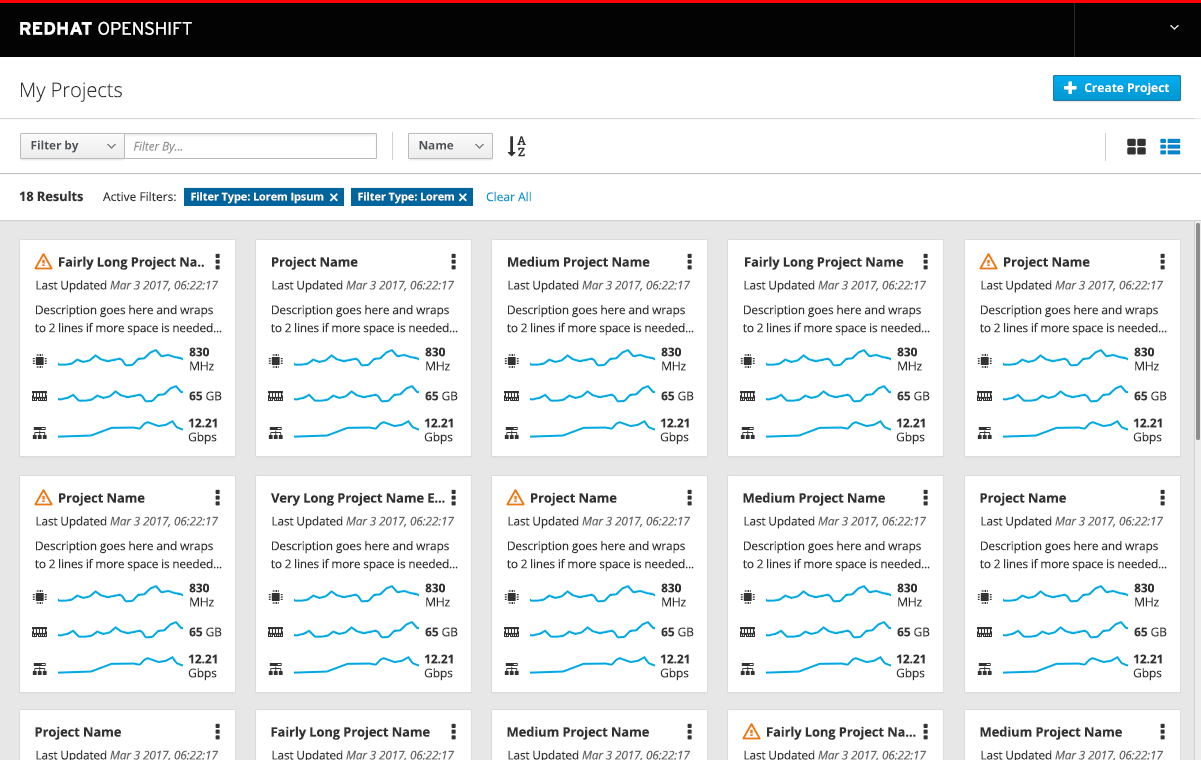 REDHAT OPENSHIFT
My Projects
Create Project
Filter by
Filter By...
Name
A
Z
18 Results
Active Filters:
Filter Type: Lorem Ipsum
Filter Type: Lorem
Clear All
Fairly Long Project Na..
Last Updated Mar 3 2017, 06:22:17
Description goes here and wraps
to 2 lines if more space is needed...
830
MHz
65 GB
12.21
Gbps
Project Name
Last Updated Mar 3 2017, 06:22:17
Description goes here and wraps
to 2 lines if more space is needed...
830
MHz
65 GB
12.21
Gbps
Medium Project Name
Last Updated Mar 3 2017, 06:22:17
Description goes here and wraps
to 2 lines if more space is needed...
830
MHz
65 GB
12.21
Gbps
Fairly Long Project Name
Last Updated Mar 3 2017, 06:22:17
Description goes here and wraps
to 2 lines if more space is needed...
830
MHz
65 GB
12.21
Gbps
Project Name
Last Updated Mar 3 2017, 06:22:17
Description goes here and wraps
to 2 lines if more space is needed...
830
MHz
65 GB
12.21
Gbps
Project Name
Last Updated Mar 3 2017, 06:22:17
Description goes here and wraps
to 2 lines if more space is needed...
830
MHz
65 GB
12.21
Gbps
Very Long Project Name E...
Last Updated Mar 3 2017, 06:22:17
Description goes here and wraps
to 2 lines if more space is needed...
830
MHz
65 GB
12.21
Gbps
Project Name
Last Updated Mar 3 2017, 06:22:17
Description goes here and wraps
to 2 lines if more space is needed...
830
MHz
65 GB
12.21
Gbps
Medium Project Name
Last Updated Mar 3 2017, 06:22:17
Description goes here and wraps
to 2 lines if more space is needed...
830
MHz
65 GB
12.21
Gbps
Project Name
Last Updated Mar 3 2017, 06:22:17
Description goes here and wraps
to 2 lines if more space is needed...
830
MHz
65 GB
12.21
Gbps
Project Name
Last Updated Mar 3 2017, 06:22:17
Fairly Long Project Name
Last Updated Mar 3 2017, 06:22:17
Medium Project Name
Last Updated Mar 3 2017, 06:22:17
Fairly Long Project Na...
Last Updated Mar 3 2017, 06:22:17
Medium Project Name
Last Updated Mar 3 2017, 06:22:17